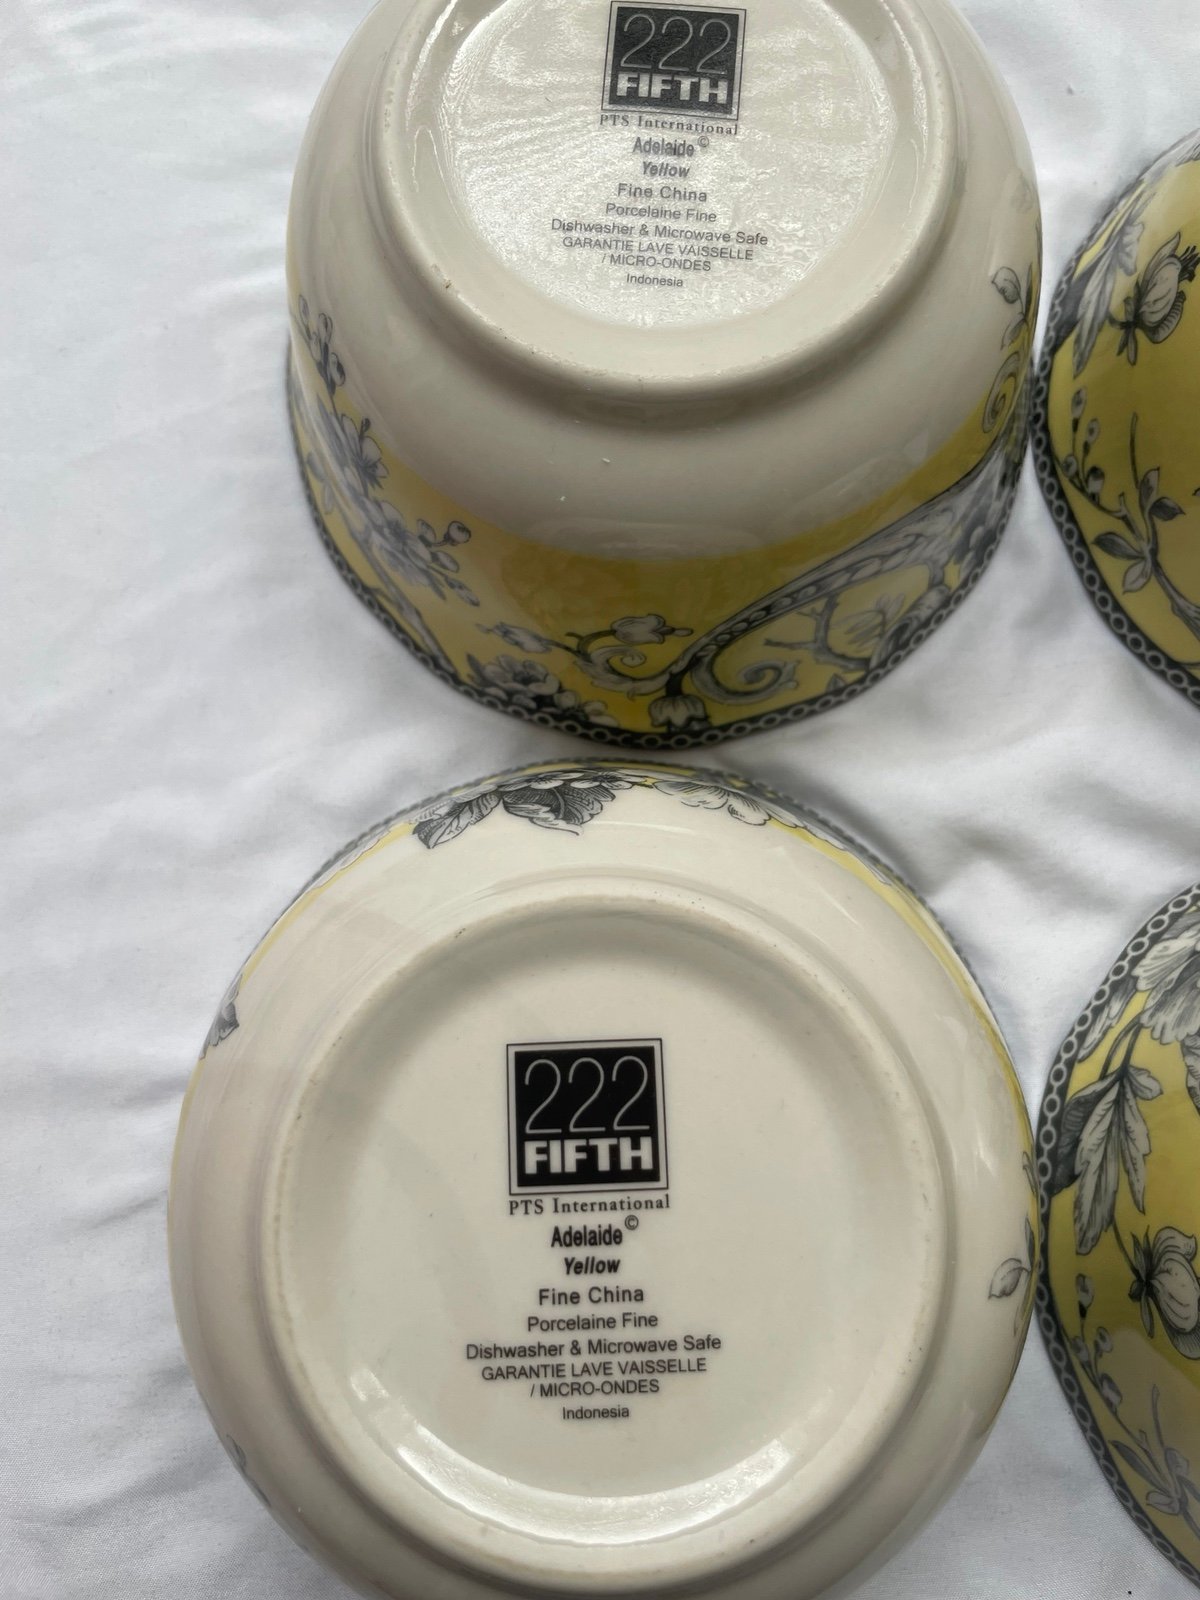 222
FIFTH
PTS International
Adelaide©
Yellow
Fine China
Porcelaine Fine
Dishwasher & Microwave Safe
GARANTIE LAVE VAISSELLE
/ MICRO-ONDES
Indonesia
222
FIFTH
PTS International
Adelaide©
Yellow
Fine China
Porcelaine Fine
Dishwasher & Microwave Safe
GARANTIE LAVE VAISSELLE
/ MICRO-ONDES
Indonesia